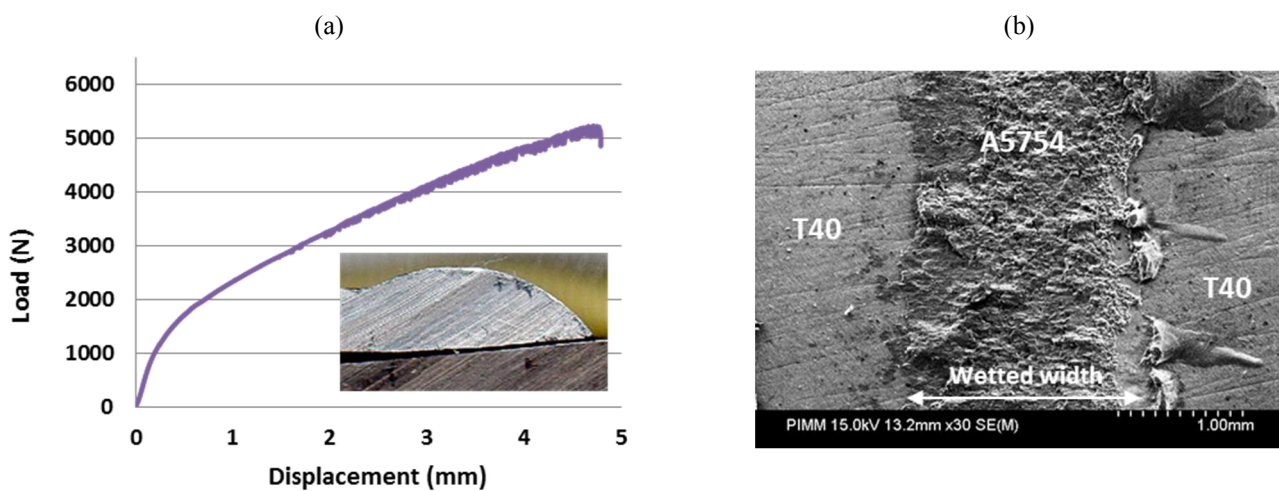 (a)
6000
5000
4000
3000
2000
1000
0
Load (N)
0 1 2 3 4 5
Displacement (mm)
(b)
A5754
T40
T40
Wetted width
PIMM 15.0kV 13.2mm x30 SE(M) 1.00mm